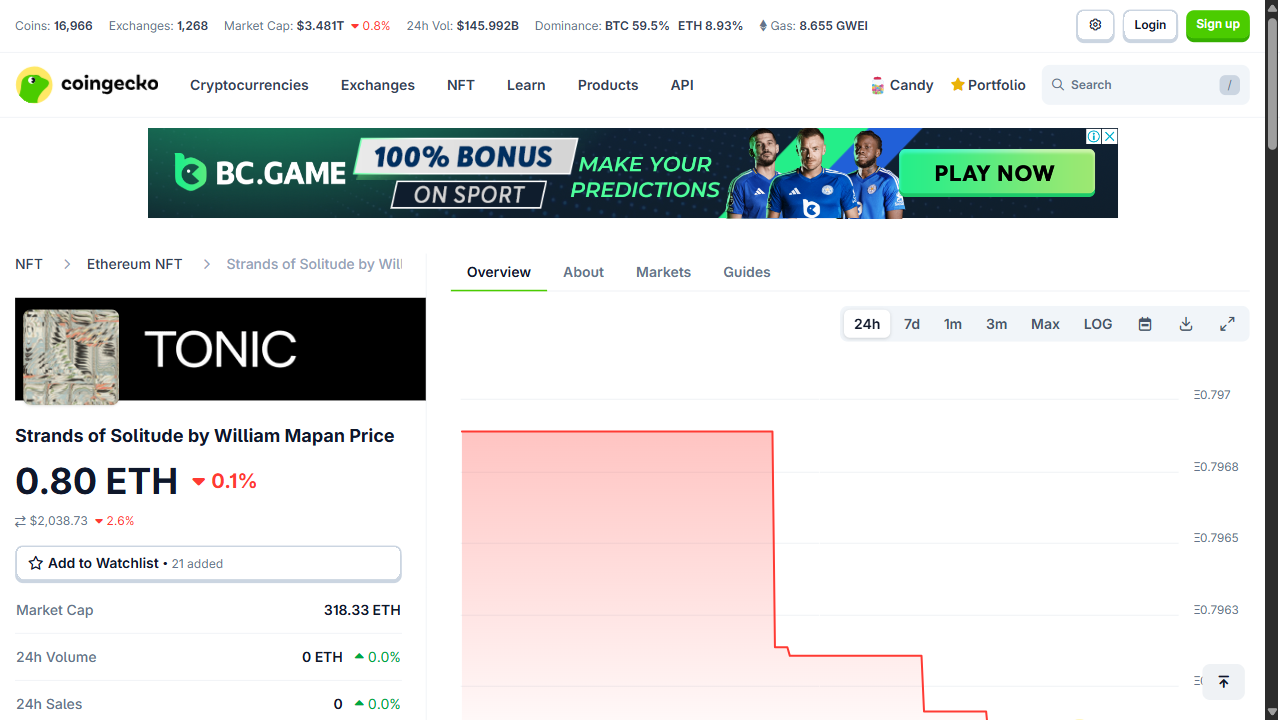 Coins: 16,966 Exchanges: 1,268 Market Cap: $3.481T 0.8% 24h Vol: $145.992B Dominance: BTC 59.5% ETH 8.93% Gas: 8.655 GWEI
Login
Sign up
coingecko
Cryptocurrencies Exchanges NFT Learn Products API
Candy Portfolio
Search /
BC.GAME
100% BONUS
ON SPORT
MAKE YOUR
PREDICTIONS
PLAY NOW
NFT Ethereum NFT Strands of Solitude by Will
TONIC
Strands of Solitude by William Mapan Price
0.80 ETH 0.1%
$2,038.73 2.6%
Add to Watchlist • 21 added
Market Cap 318.33 ETH
24h Volume 0 ETH 0.0%
24h Sales 0 0.0%
Overview About Markets Guides
24h 7d 1m 3m Max LOG
Ξ0.797
Ξ0.7968
Ξ0.7965
Ξ0.7963